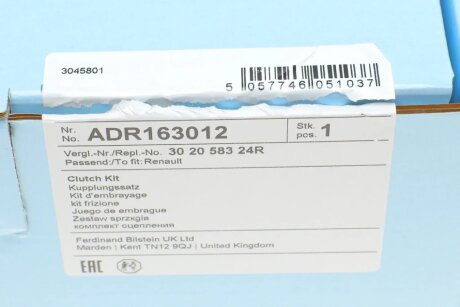 3045801
5 057746 051037
Nr.
No. ADR163012
Stk.
pcs. 1
Vergl.-Nr./Repl.-No. 30 20 583 24R
Passend:/To fit: Renault
Clutch Kit
Kupplungssatz
Kit d'embrayage
kit frizione
Juego de embrague
Zestaw sprzęgła
комплект сцепления
Ferdinand Bilstein UK Ltd
Marden | Kent TN12 9QJ | United Kingdom
EAC